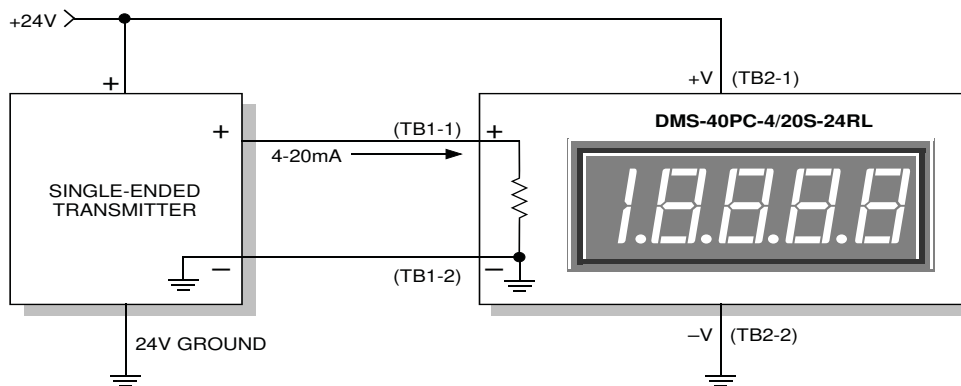 +24V
+
+V (TB2-1)
DMS-40PC-4/20S-24RL
+ (TB1-1) +
4-20mA
SINGLE-ENDED
TRANSMITTER
1.8.8.8.8
– (TB1-2) –
24V GROUND
–V (TB2-2)